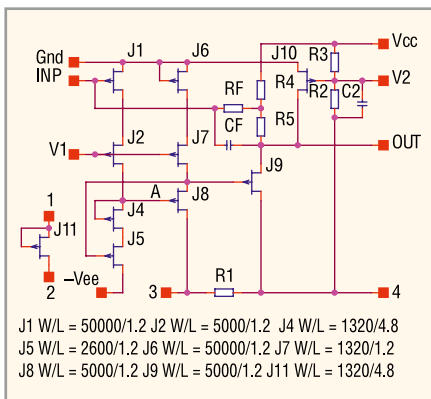 J1 J6 J10 R3 Vcc
Gnd
INP
RF R4 R2 C2 V2
CF R5
V1 J2 J7 OUT
J9
A J8
1 J4
J11 J5
R1
2 –Vee 3 4
J1 W/L = 50000/1.2 J2 W/L = 5000/1.2 J4 W/L = 1320/4.8
J5 W/L = 2600/1.2 J6 W/L = 50000/1.2 J7 W/L = 1320/1.2
J8 W/L = 5000/1.2 J9 W/L = 5000/1.2 J11 W/L = 1320/4.8